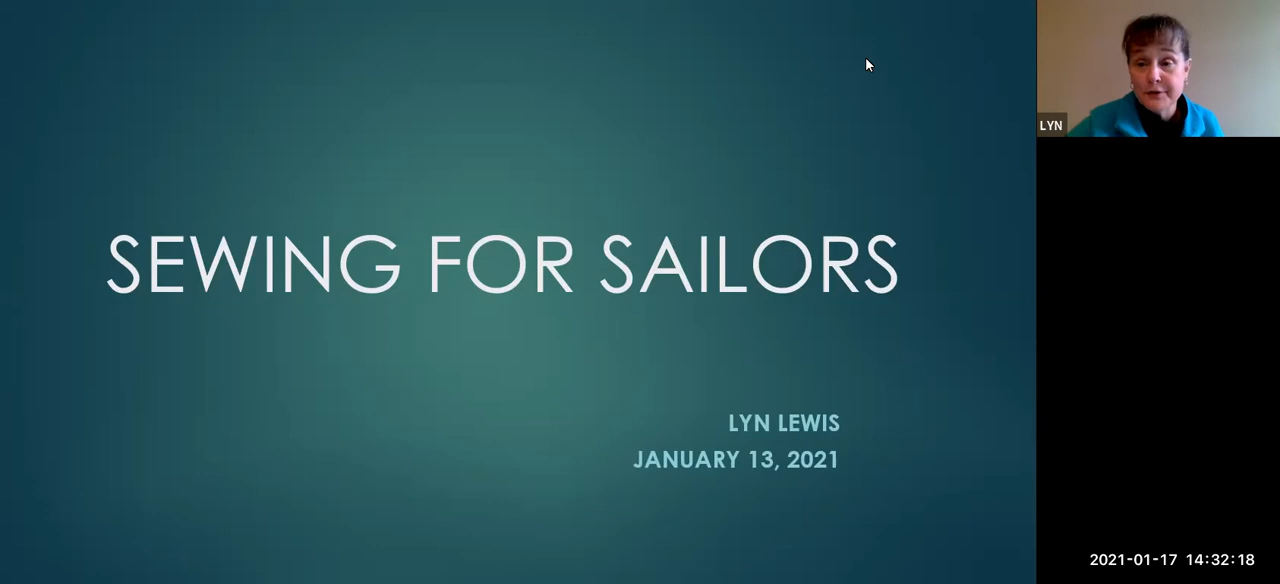 SEWING FOR SAILORS
LYN LEWIS
JANUARY 13, 2021
LYN
2021-01-17 14:32:18